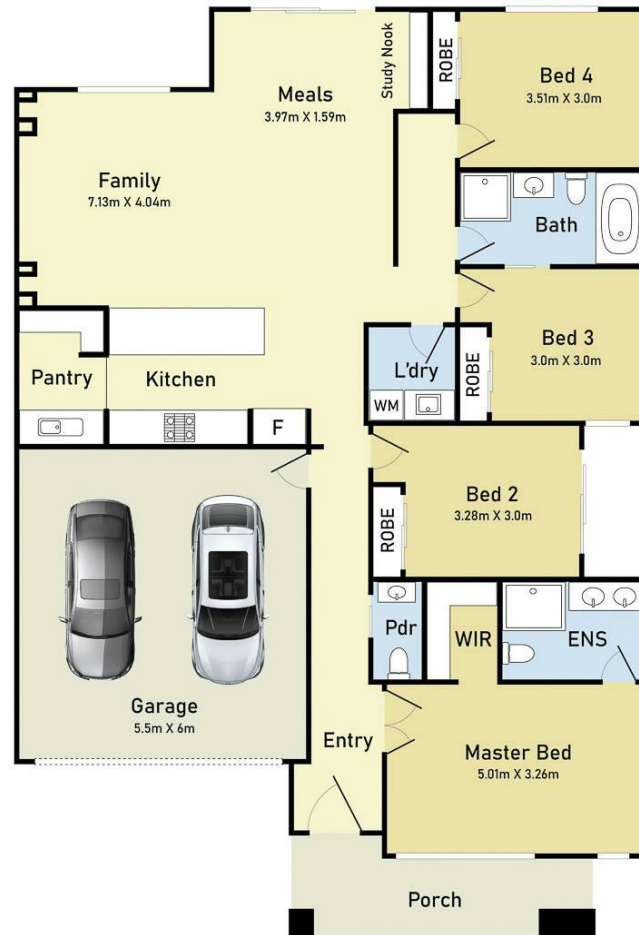 Study Nook
ROBE
Bed 4
3.51m X 3.0m
Meals
3.97m X 1.59m
Family
7.13m X 4.04m
Bath
Bed 3
3.0m X 3.0m
ROBE
L'dry
WM
Pantry
Kitchen
F
Bed 2
3.28m X 3.0m
ROBE
Pdr
WIR
ENS
Garage
5.5m X 6m
Entry
Master Bed
5.01m X 3.26m
Porch